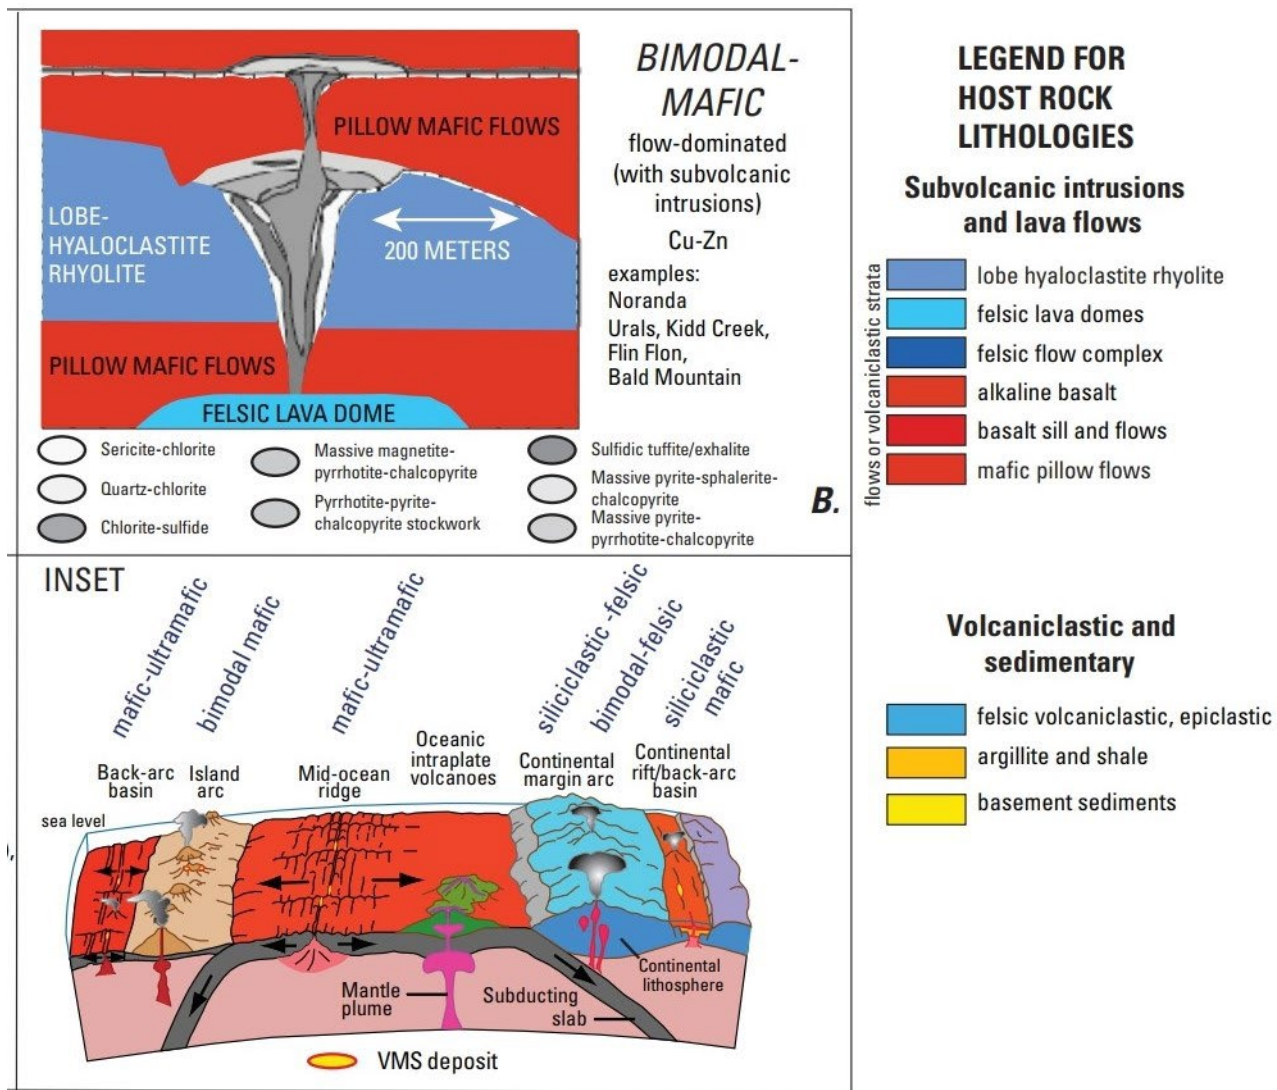 BIMODAL-
MAFIC
flow-dominated
(with subvolcanic
intrusions)
Cu-Zn
examples:
Noranda
Urals, Kidd Creek,
Flin Flon,
Bald Mountain
PILLOW MAFIC FLOWS
LOBE-
HYALOCLASTITE
RHYOLITE
200 METERS
PILLOW MAFIC FLOWS
FELSIC LAVA DOME
Sericite-chlorite
Quartz-chlorite
Chlorite-sulfide
Massive magnetite-
pyrrhotite-chalcopyrite
Pyrrhotite-pyrite-
chalcopyrite stockwork
Sulfidic tuffite/exhalite
Massive pyrite-sphalerite-
chalcopyrite
Massive pyrite-
pyrrhotite-chalcopyrite
B.
LEGEND FOR
HOST ROCK
LITHOLOGIES
Subvolcanic intrusions
and lava flows
flows or volcaniclastic strata
lobe hyaloclastite rhyolite
felsic lava domes
felsic flow complex
alkaline basalt
basalt sill and flows
mafic pillow flows
Volcaniclastic and
sedimentary
felsic volcaniclastic, epiclastic
argillite and shale
basement sediments
INSET
mafic-ultramafic
bimodal mafic
mafic-ultramafic
siliciclastic -felsic
bimodal-felsic
siliciclastic
mafic
Back-arc
basin
Island
arc
Mid-ocean
ridge
Oceanic
intraplate
volcanoes
Continental
margin arc
Continental
rift/back-arc
basin
sea level
),
Mantle
plume
Subducting
slab
Continental
lithosphere
VMS deposit